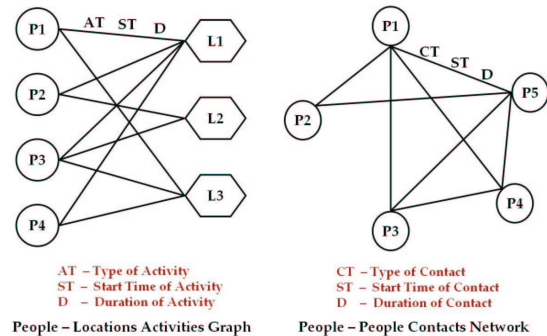 P1
AT ST D
L1
P2
L2
P3
L3
P4
AT – Type of Activity
ST – Start Time of Activity
D – Duration of Activity
People – Locations Activities Graph
P1
CT
ST
D
P5
P2
P4
P3
CT – Type of Contact
ST – Start Time of Contact
D – Duration of Contact
People – People Contacts Network